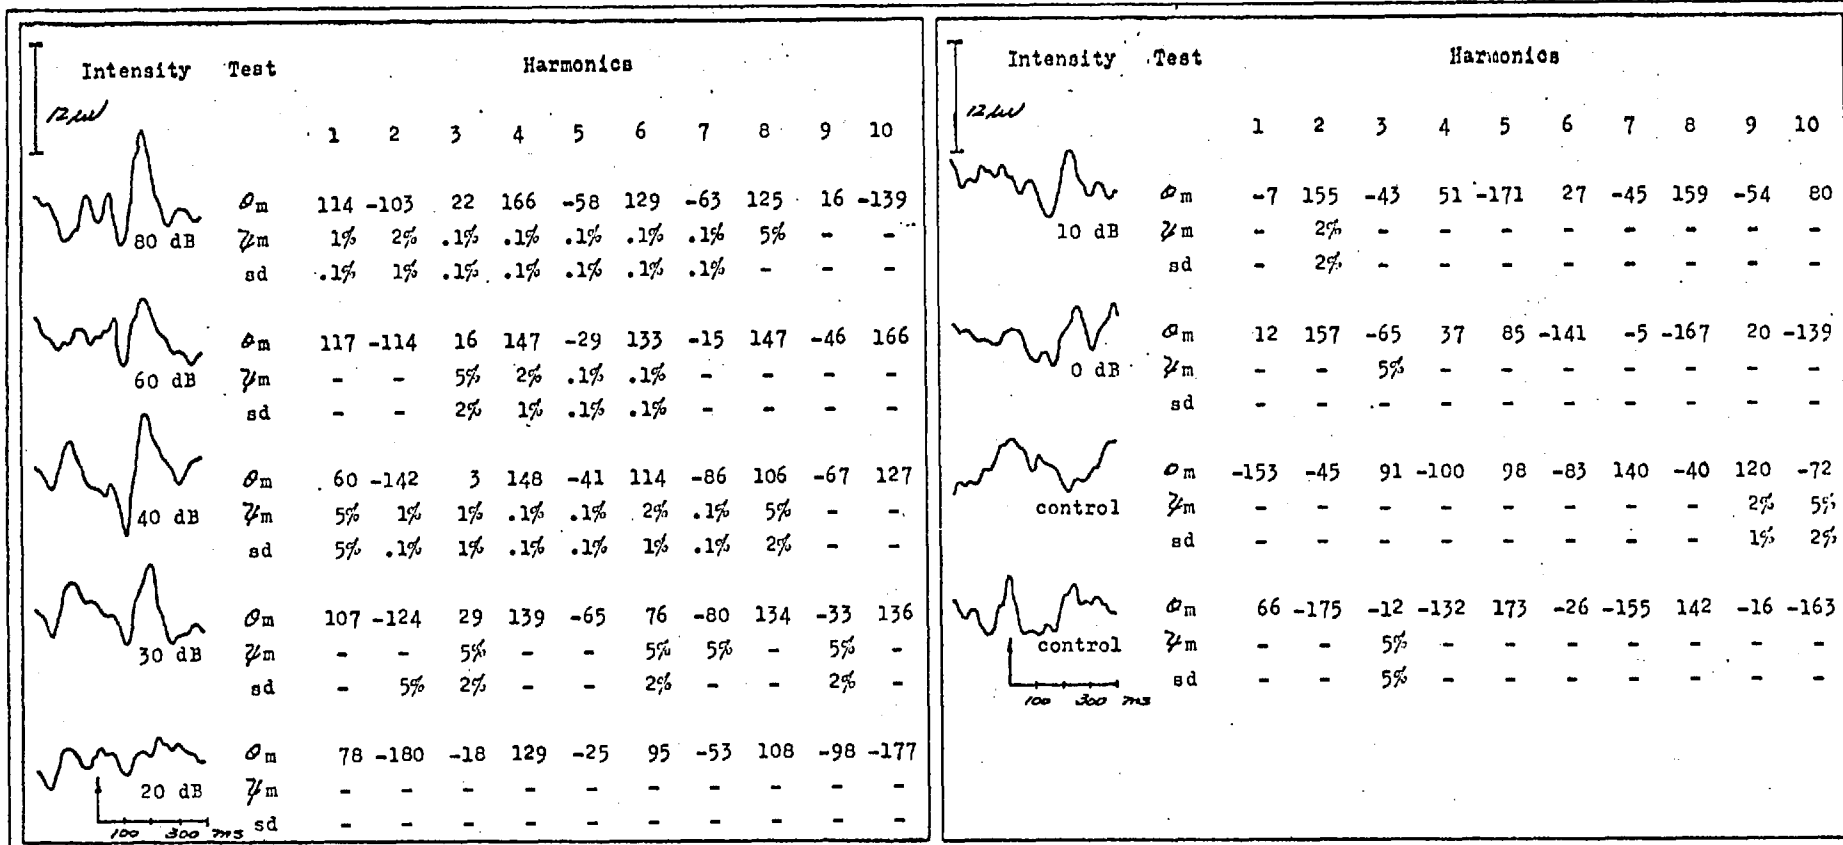 Intensity Test Harmonics
12 μV
1 2 3 4 5 6 7 8 9 10
θm 114 -103 22 166 -58 129 -63 125 16 -139
80 dB ψm 1% 2% .1% .1% .1% .1% .1% 5% - -
sd .1% 1% .1% .1% .1% .1% .1% - - -
θm 117 -114 16 147 -29 133 -15 147 -46 166
60 dB ψm - - 5% 2% .1% .1% - - - -
sd - - 2% 1% .1% .1% - - - -
θm 60 -142 3 148 -41 114 -86 106 -67 127
40 dB ψm 5% 1% 1% .1% .1% 2% .1% 5% - -
sd 5% .1% 1% .1% .1% 1% .1% 2% - -
θm 107 -124 29 139 -65 76 -80 134 -33 136
30 dB ψm - - 5% - - 5% 5% - 5% -
sd - 5% 2% - - 2% - - 2% -
θm 78 -180 -18 129 -25 95 -53 108 -98 -177
20 dB ψm - - - - - - - - - -
100 300 ms sd - - - - - - - - - -
Intensity Test Harmonics
12 μV
1 2 3 4 5 6 7 8 9 10
θm -7 155 -43 51 -171 27 -45 159 -54 80
10 dB ψm - 2% - - - - - - - -
sd - 2% - - - - - - - -
θm 12 157 -65 37 85 -141 -5 -167 20 -139
0 dB ψm - - 5% - - - - - - -
sd - - - - - - - - - -
θm -153 -45 91 -100 98 -83 140 -40 120 -72
control ψm - - - - - - - - 2% 5%
sd - - - - - - - - 1% 2%
θm 66 -175 -12 -132 173 -26 -155 142 -16 -163
control ψm - - 5% - - - - - - -
sd - - 5% - - - - - - -
100 300 ms